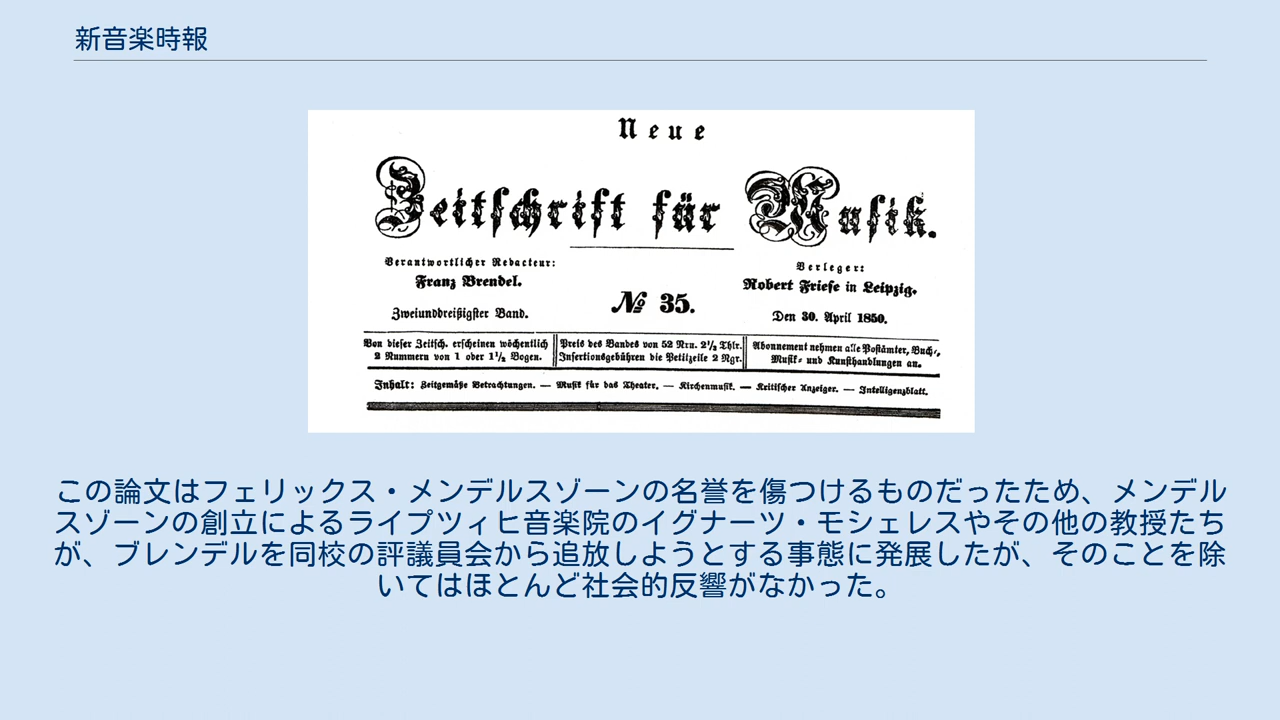 新音楽時報
Neue
Zeitschrift für Musik.
Verantwortlicher Redacteur:
Franz Brendel.
Verleger:
Robert Friese in Leipzig.
Zweiunddreißigster Band.
№ 35.
Den 30. April 1850.
Von dieser Zeitsch. erscheinen wöchentlich
2 Nummern von 1 oder 1½ Bogen.
Preis des Bandes von 52 Nrn. 2½ Thlr.
Insertionsgebühren die Petitzeile 2 Ngr.
Abonnement nehmen alle Postämter, Buch-,
Musik- und Kunsthandlungen an.
Inhalt: Zeitgemäße Betrachtungen. — Musik für das Theater. — Kirchenmusik. — Kritischer Anzeiger. — Intelligenzblatt.
この論文はフェリックス・メンデルスゾーンの名誉を傷つけるものだったため、メンデル
スゾーンの創立によるライプツィヒ音楽院のイグナーツ・モシェレスやその他の教授たち
が、ブレンデルを同校の評議員会から追放しようとする事態に発展したが、そのことを除
いてはほとんど社会的反響がなかった。